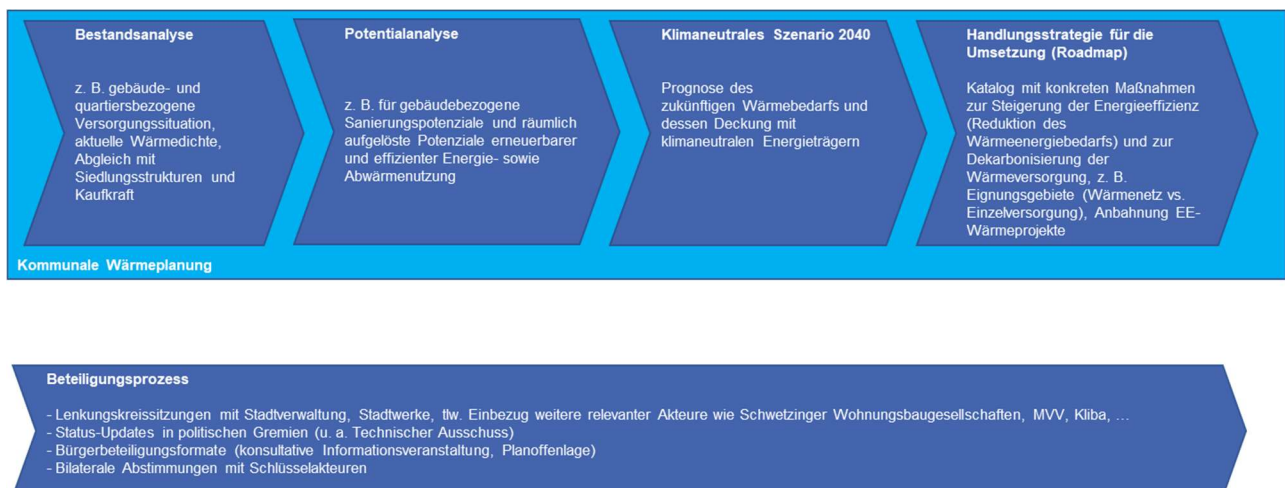 Bestandsanalyse
z. B. gebäude- und
quartiersbezogene
Versorgungssituation,
aktuelle Wärmedichte,
Abgleich mit
Siedlungsstrukturen und
Kaufkraft
Potentialanalyse
z. B. für gebäudebezogene
Sanierungspotenziale und räumlich
aufgelöste Potenziale erneuerbarer
und effizienter Energie- sowie
Abwärmenutzung
Klimaneutrales Szenario 2040
Prognose des
zukünftigen Wärmebedarfs und
dessen Deckung mit
klimaneutralen Energieträgern
Handlungsstrategie für die
Umsetzung (Roadmap)
Katalog mit konkreten Maßnahmen
zur Steigerung der Energieeffizienz
(Reduktion des
Wärmeenergiebedarfs) und zur
Dekarbonisierung der
Wärmeversorgung, z. B.
Eignungsgebiete (Wärmenetz vs.
Einzelversorgung), Anbahnung EE-
Wärmeprojekte
Kommunale Wärmeplanung
Beteiligungsprozess
- Lenkungskreissitzungen mit Stadtverwaltung, Stadtwerke, tlw. Einbezug weitere relevanter Akteure wie Schwetzinger Wohnungsbaugesellschaften, MVV, Kliba, …
- Status-Updates in politischen Gremien (u. a. Technischer Ausschuss)
- Bürgerbeteiligungsformate (konsultative Informationsveranstaltung, Planoffenlage)
- Bilaterale Abstimmungen mit Schlüsselakteuren